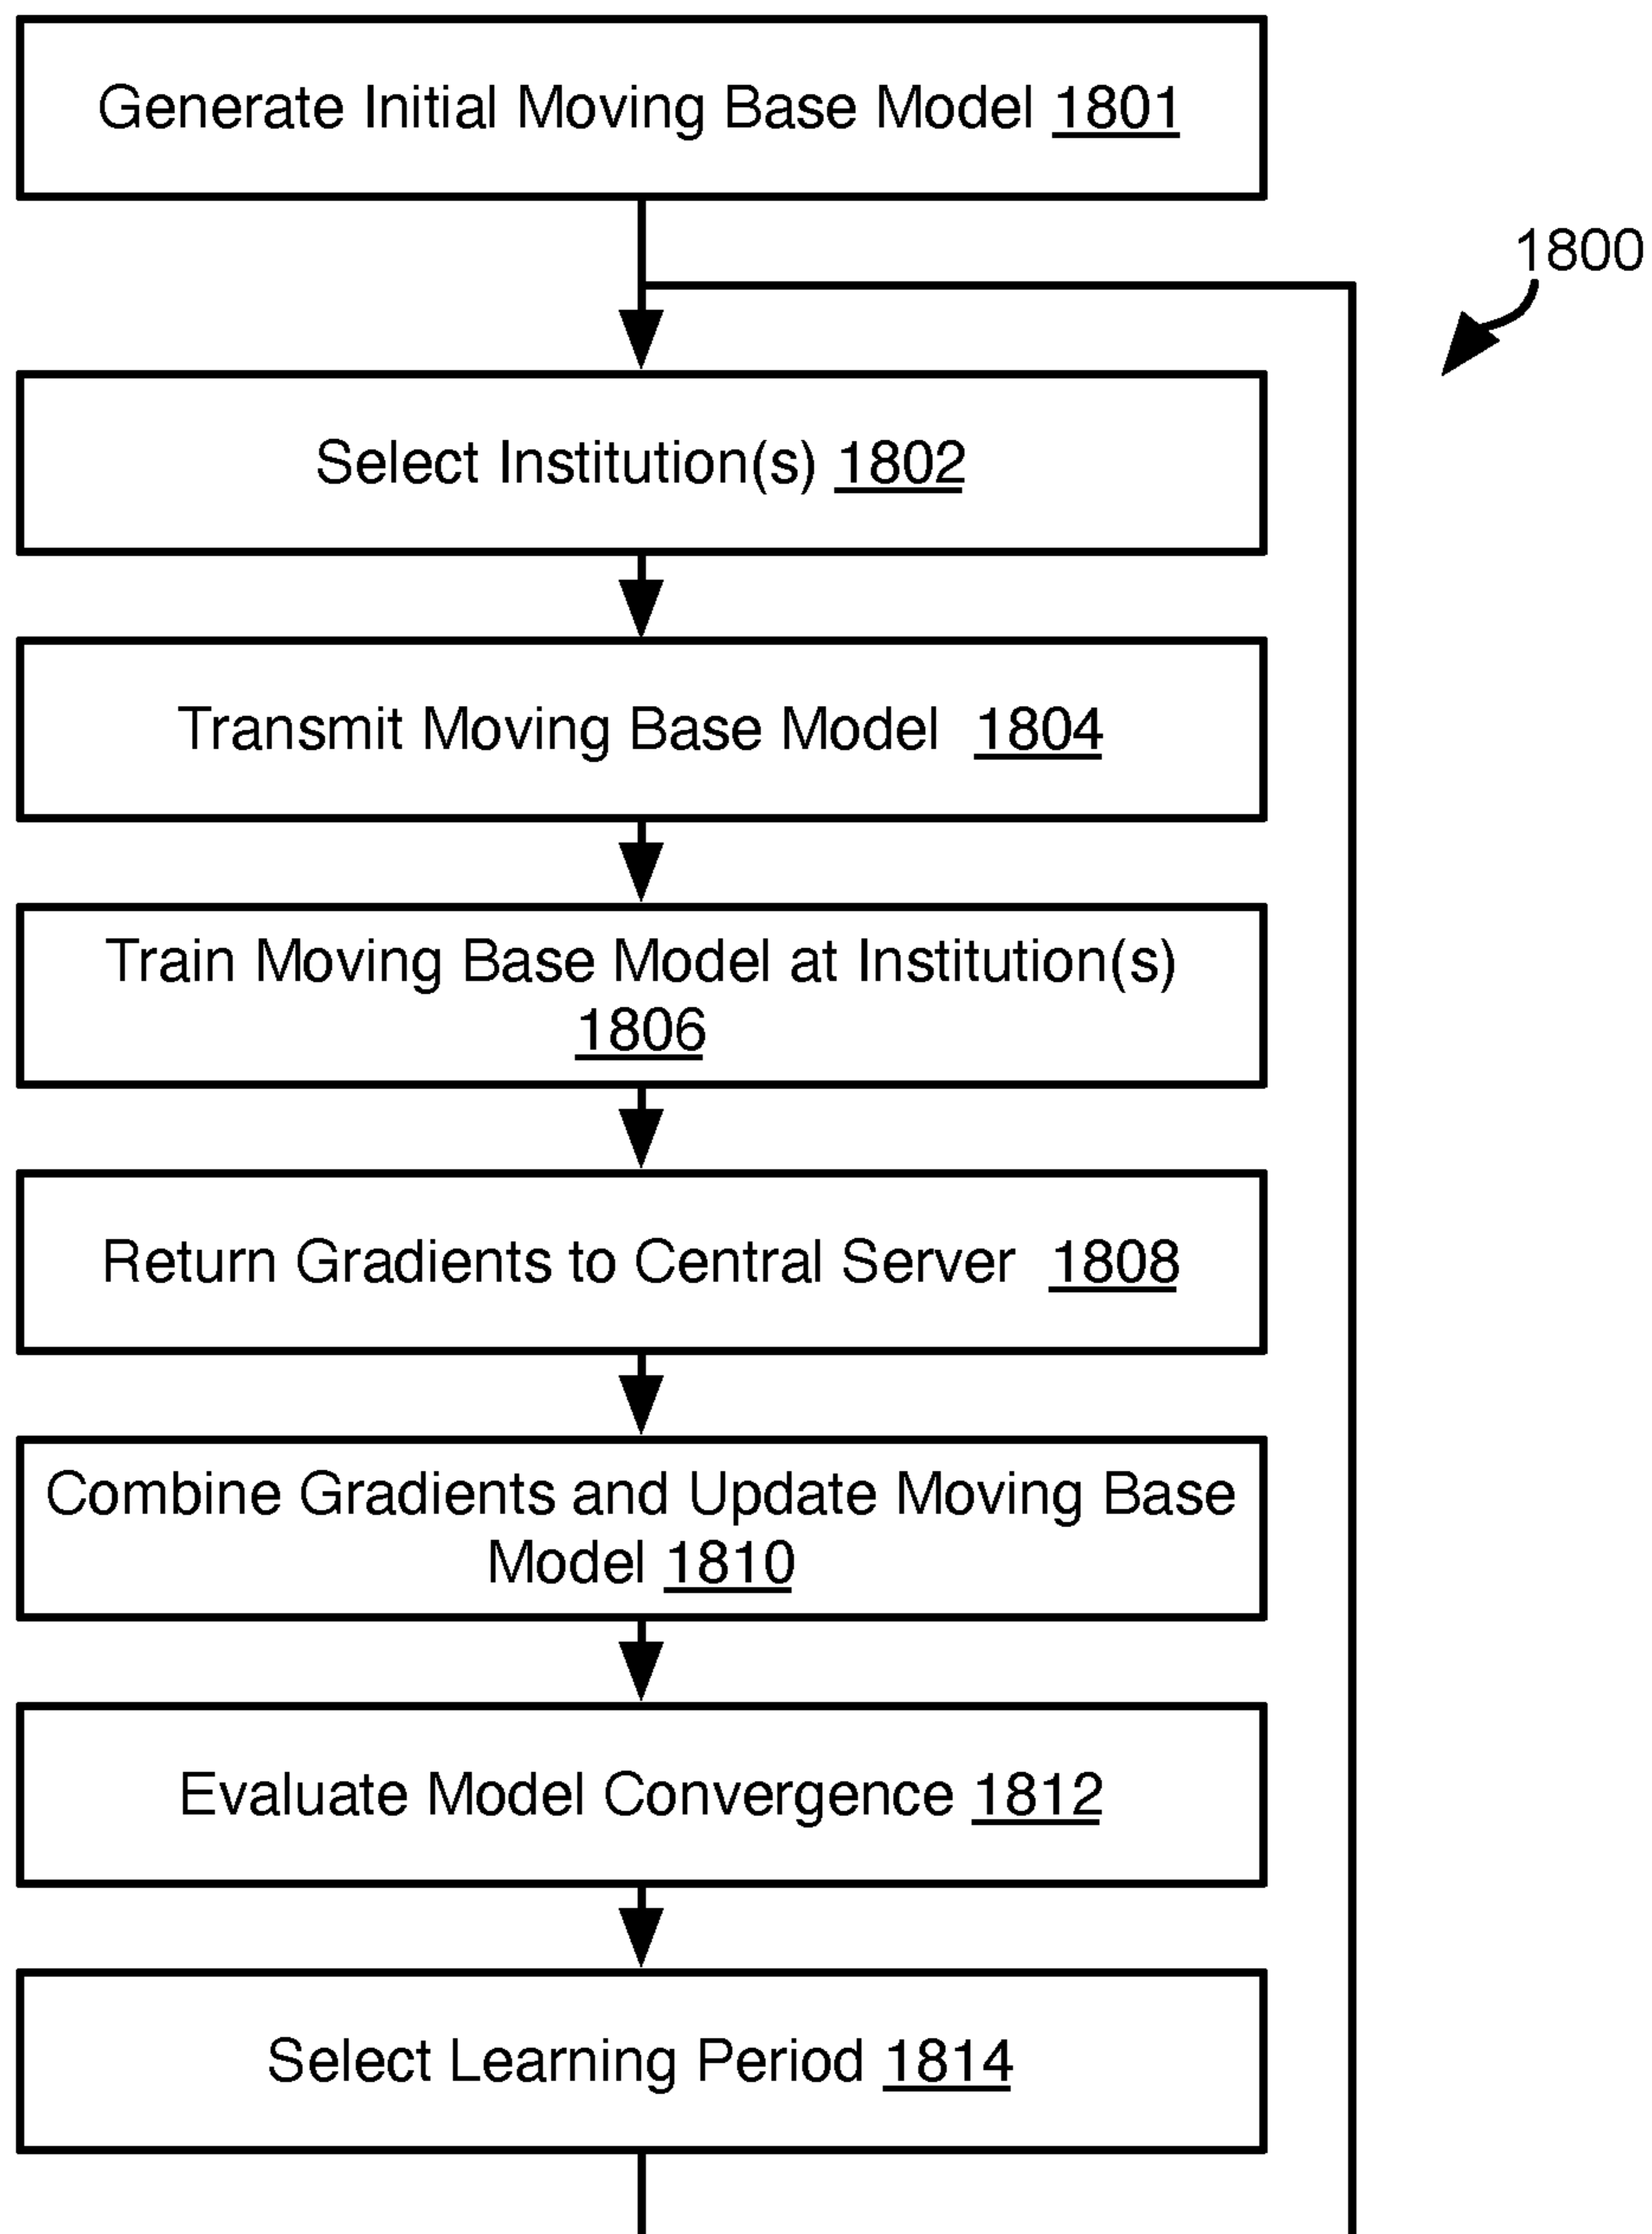 Generate Initial Moving Base Model 1801
1800
Select Institution(s) 1802
Transmit Moving Base Model 1804
Train Moving Base Model at Institution(s)
1806
Return Gradients to Central Server 1808
Combine Gradients and Update Moving Base
Model 1810
Evaluate Model Convergence 1812
Select Learning Period 1814